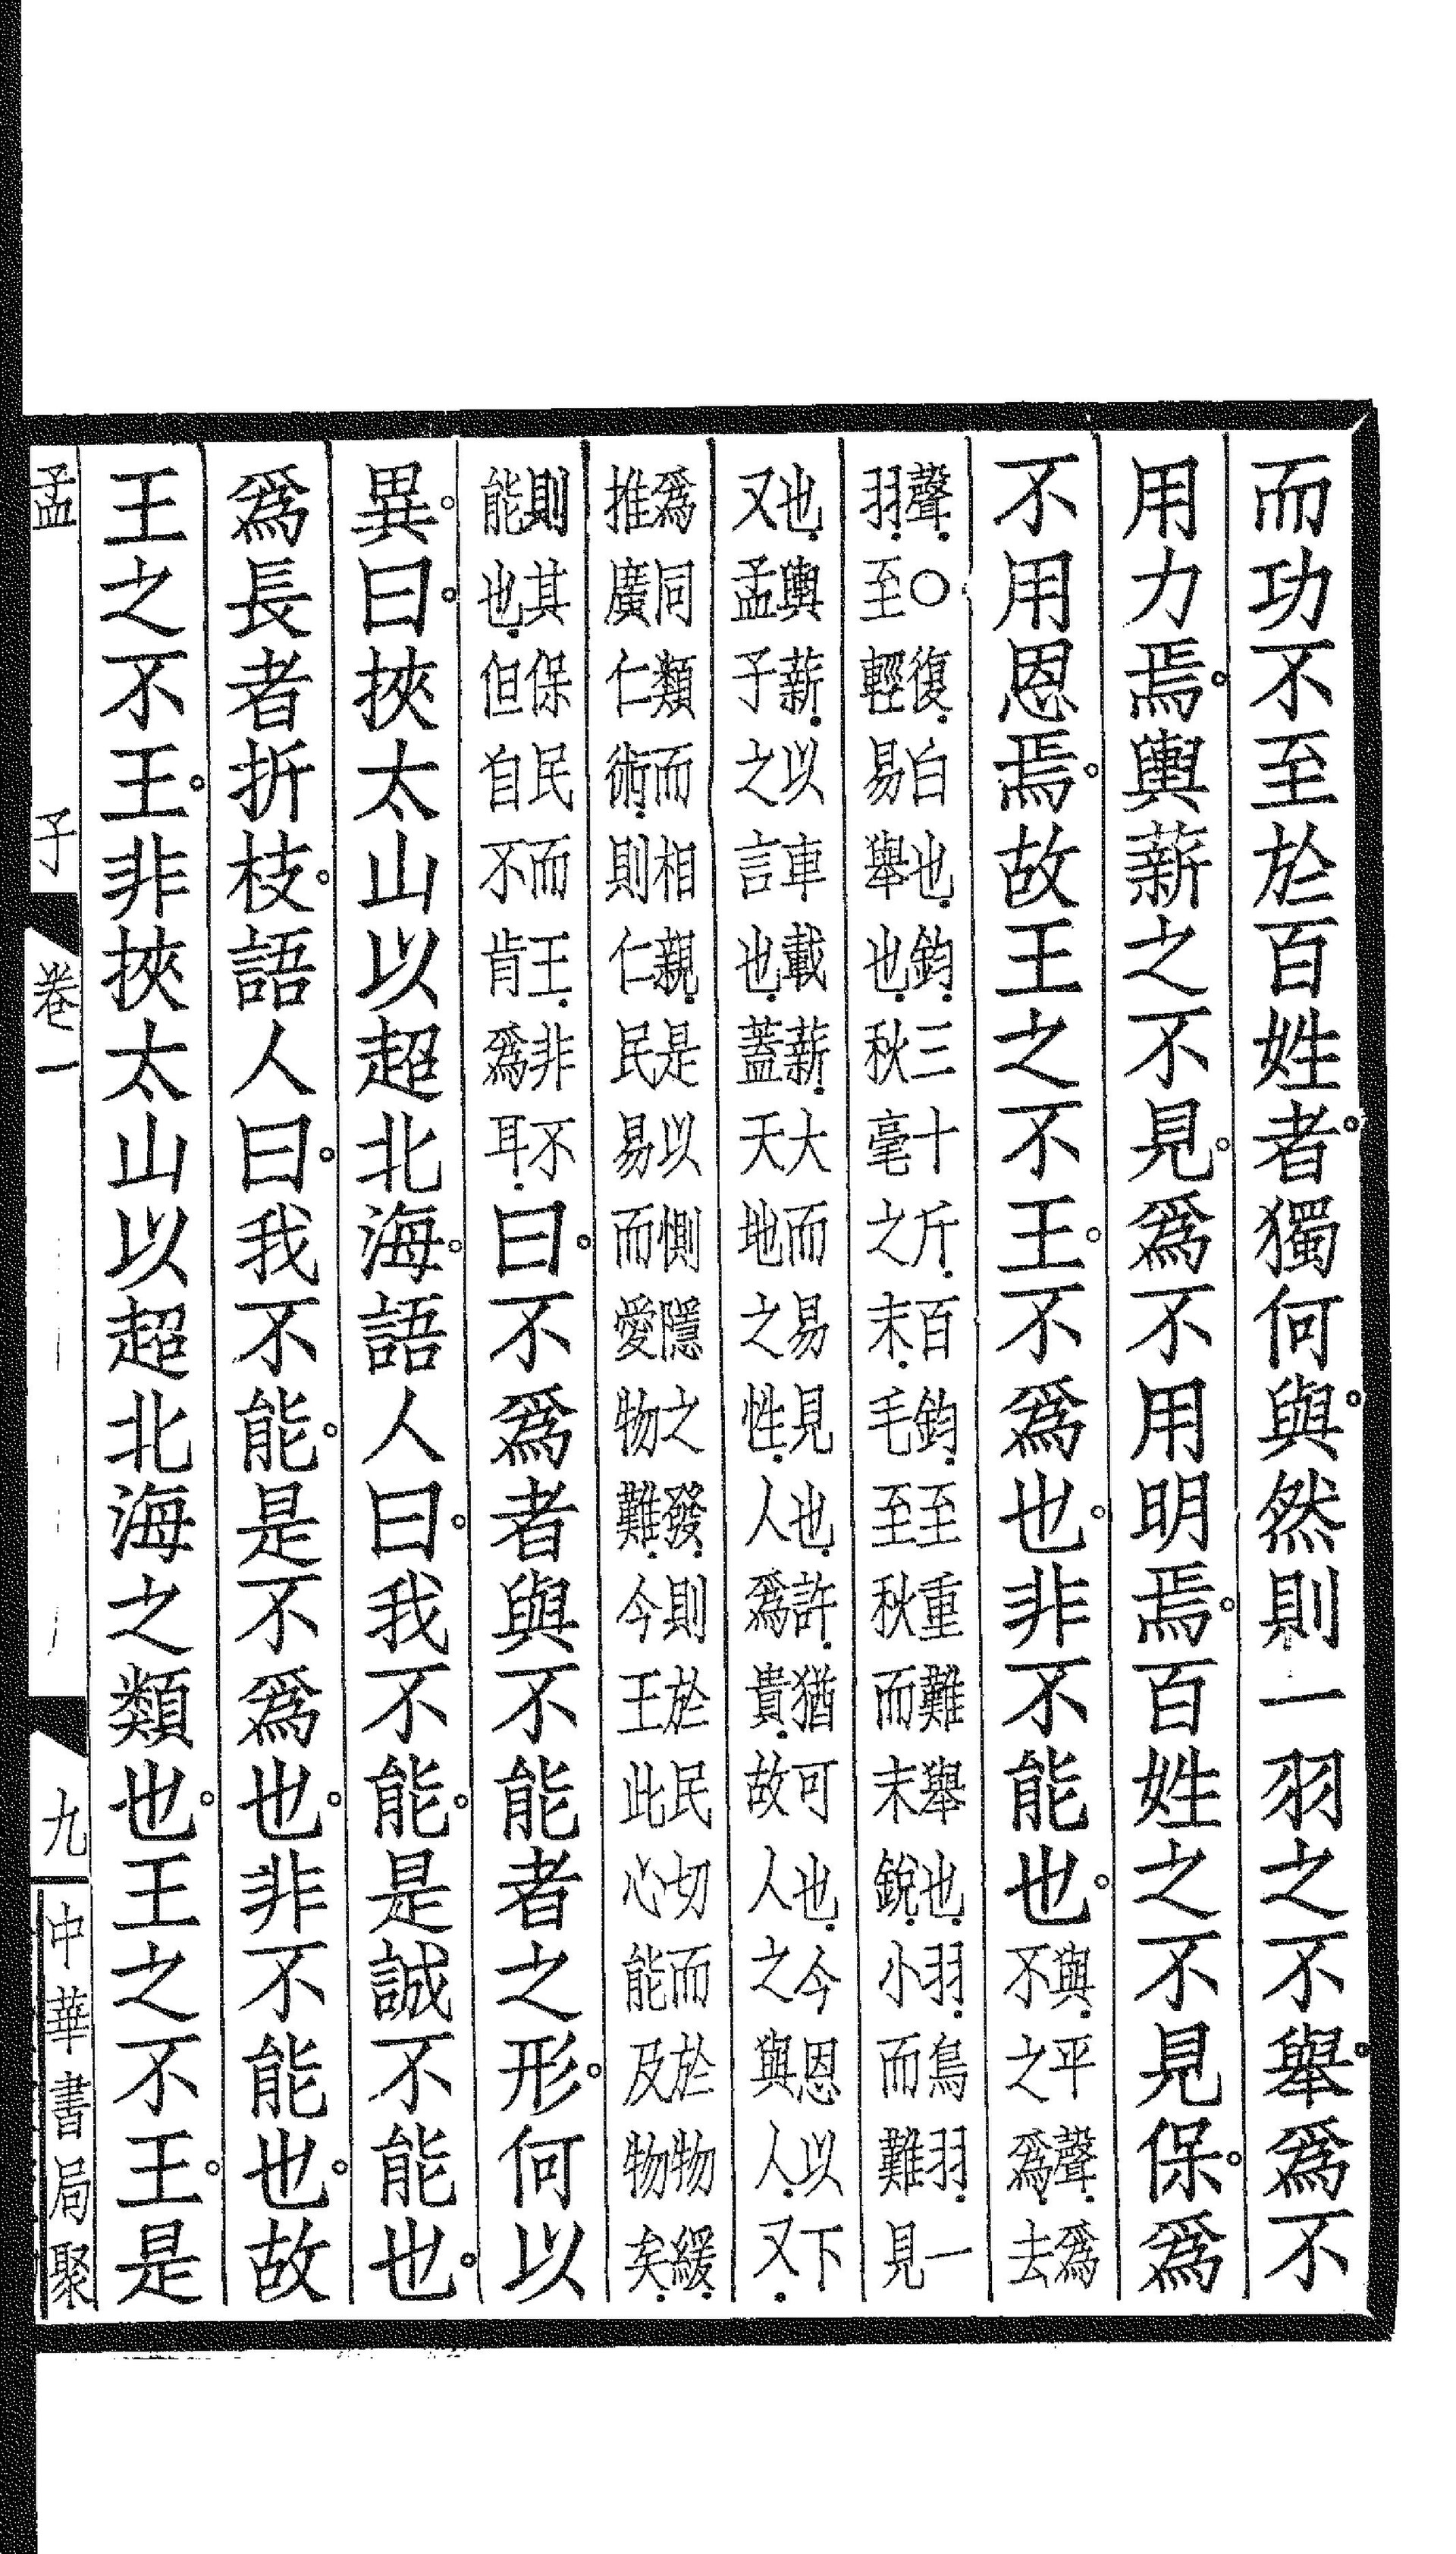 而功不至於百姓者。獨何與。然則一羽之不舉。爲不
用力焉。輿薪之不見。爲不用明焉。百姓之不見保。爲
不用恩焉。故王之不王。不爲也。非不能也。與.平聲.爲
不之爲.去
聲.○復.白也.鈞.三十斤.百鈞.至重難舉也.羽.鳥羽.一
羽.至輕易舉也.秋毫之末.毛至秋而末銳.小而難見
也.輿薪.以車載薪.大而易見也.許.猶可也.今恩以下
又孟子之言也.蓋天地之性.人爲貴.故人之與人.又.
爲同類而相親.是以惻隱之發.則於民切而於物緩.
推廣仁術.則仁民易而愛物難.今王此心能及物矣.
則其保民而王.非不
能也.但自不肯爲耳.曰。不爲者與不能者之形。何以
異。曰。挾太山以超北海。語人曰。我不能。是誠不能也。
爲長者折枝。語人曰。我不能。是不爲也。非不能也。故
王之不王。非挾太山以超北海之類也。王之不王。是
孟子 卷一 九 中華書局聚